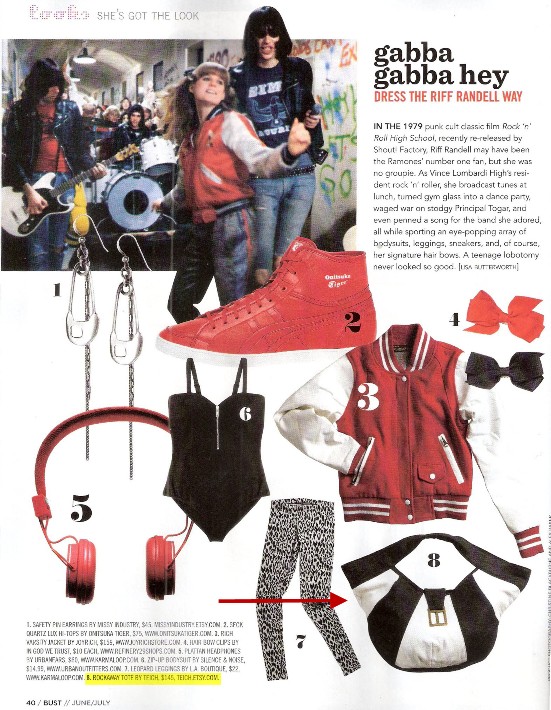 looks SHE'S GOT THE LOOK
gabba
gabba hey
DRESS THE RIFF RANDELL WAY
IN THE 1979 punk cult classic film Rock 'n'
Roll High School, recently re-released by
Shout! Factory, Riff Randell may have been
the Ramones' number one fan, but she was
no groupie. As Vince Lombardi High's resi-
dent rock 'n' roller, she broadcast tunes at
lunch, turned gym glass into a dance party,
waged war on stodgy Principal Togar, and
even penned a song for the band she adored,
all while sporting an eye-popping array of
bodysuits, leggings, sneakers, and, of course,
her signature hair bows. A teenage lobotomy
never looked so good. [LISA BUTTERWORTH]
1
Onitsuka
Tiger
2
3
4
5
6
7
8
1. SAFETY PIN EARRINGS BY MISSY INDUSTRY, $45, MISSYINDUSTRY.ETSY.COM. 2. SECK
QUARTZ LUX HI-TOPS BY ONITSUKA TIGER, $75, WWW.ONITSUKATIGER.COM. 3. RICH
VARSITY JACKET BY JOYRICH, $155, WWW.JOYRICHSTORE.COM. 4. HAIR BOW CLIPS BY
IN GOD WE TRUST, $10 EACH, WWW.REFINERY29SHOPS.COM. 5. PLATTAN HEADPHONES
BY URBANEARS, $60, WWW.KARMALOOP.COM. 6. ZIP-UP BODYSUIT BY SILENCE & NOISE,
$14.99, WWW.URBANOUTFITTERS.COM. 7. LEOPARD LEGGINGS BY L.A. BOUTIQUE, $22,
WWW.KARMALOOP.COM. 8. ROCKAWAY TOTE BY TEICH, $145, TEICH.ETSY.COM.
40 / BUST // JUNE/JULY